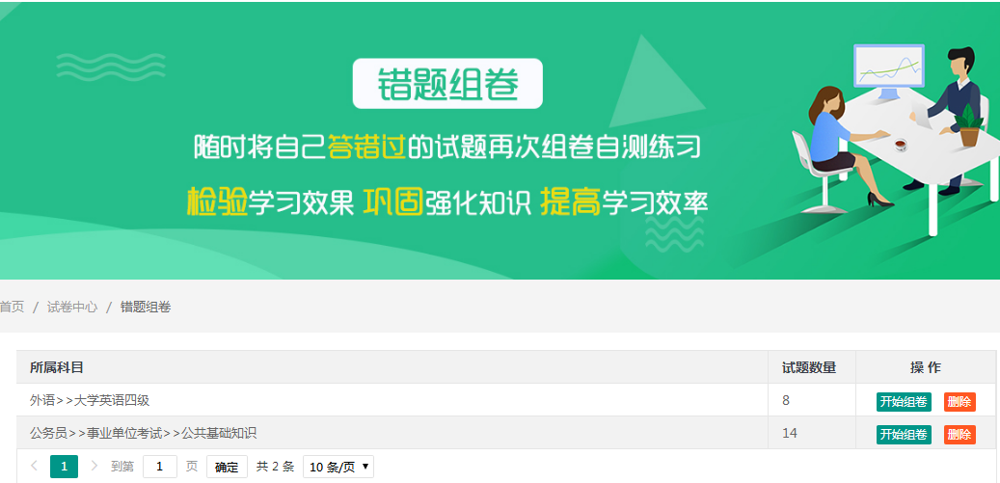 错题组卷
随时将自己答错过的试题再次组卷自测练习
检验学习效果 巩固强化知识 提高学习效率
首页 / 试卷中心 / 错题组卷
所属科目 试题数量 操 作
外语>>大学英语四级 8 开始组卷 删除
公务员>>事业单位考试>>公共基础知识 14 开始组卷 删除
1 到第 1 页 确定 共 2 条 10 条/页